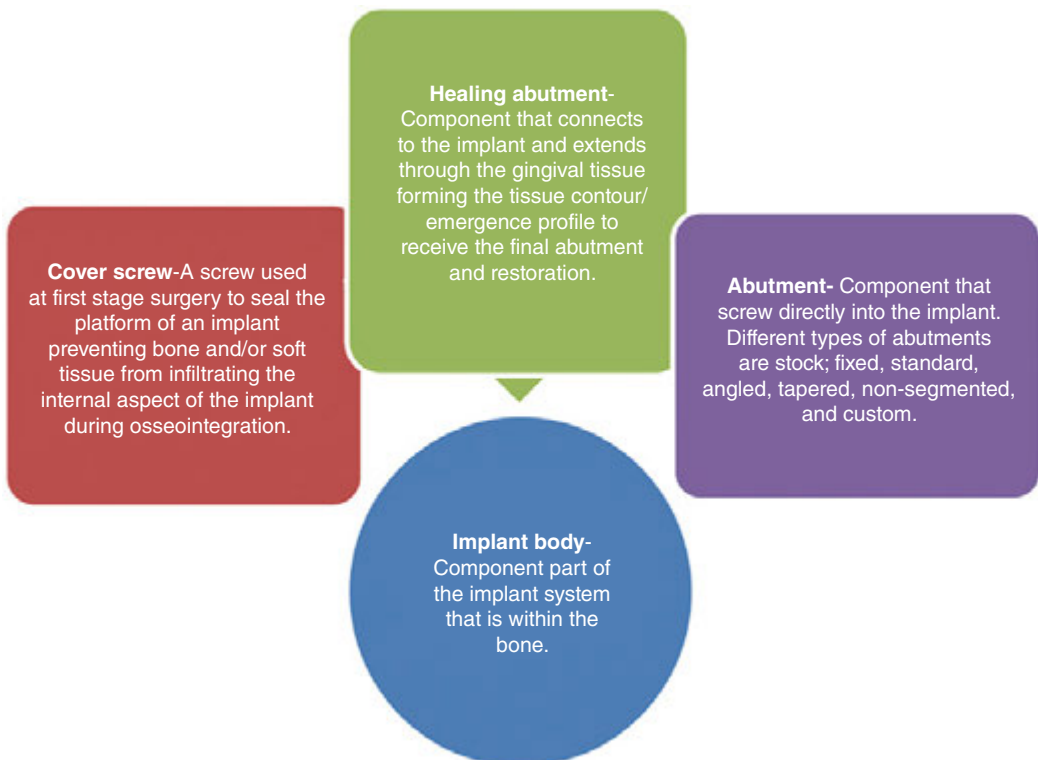 Healing abutment-
Component that connects
to the implant and extends
through the gingival tissue
forming the tissue contour/
emergence profile to
receive the final abutment
and restoration.
Cover screw-A screw used
at first stage surgery to seal the
platform of an implant
preventing bone and/or soft
tissue from infiltrating the
internal aspect of the implant
during osseointegration.
Abutment- Component that
screw directly into the implant.
Different types of abutments
are stock; fixed, standard,
angled, tapered, non-segmented,
and custom.
Implant body-
Component part of
the implant system
that is within the
bone.